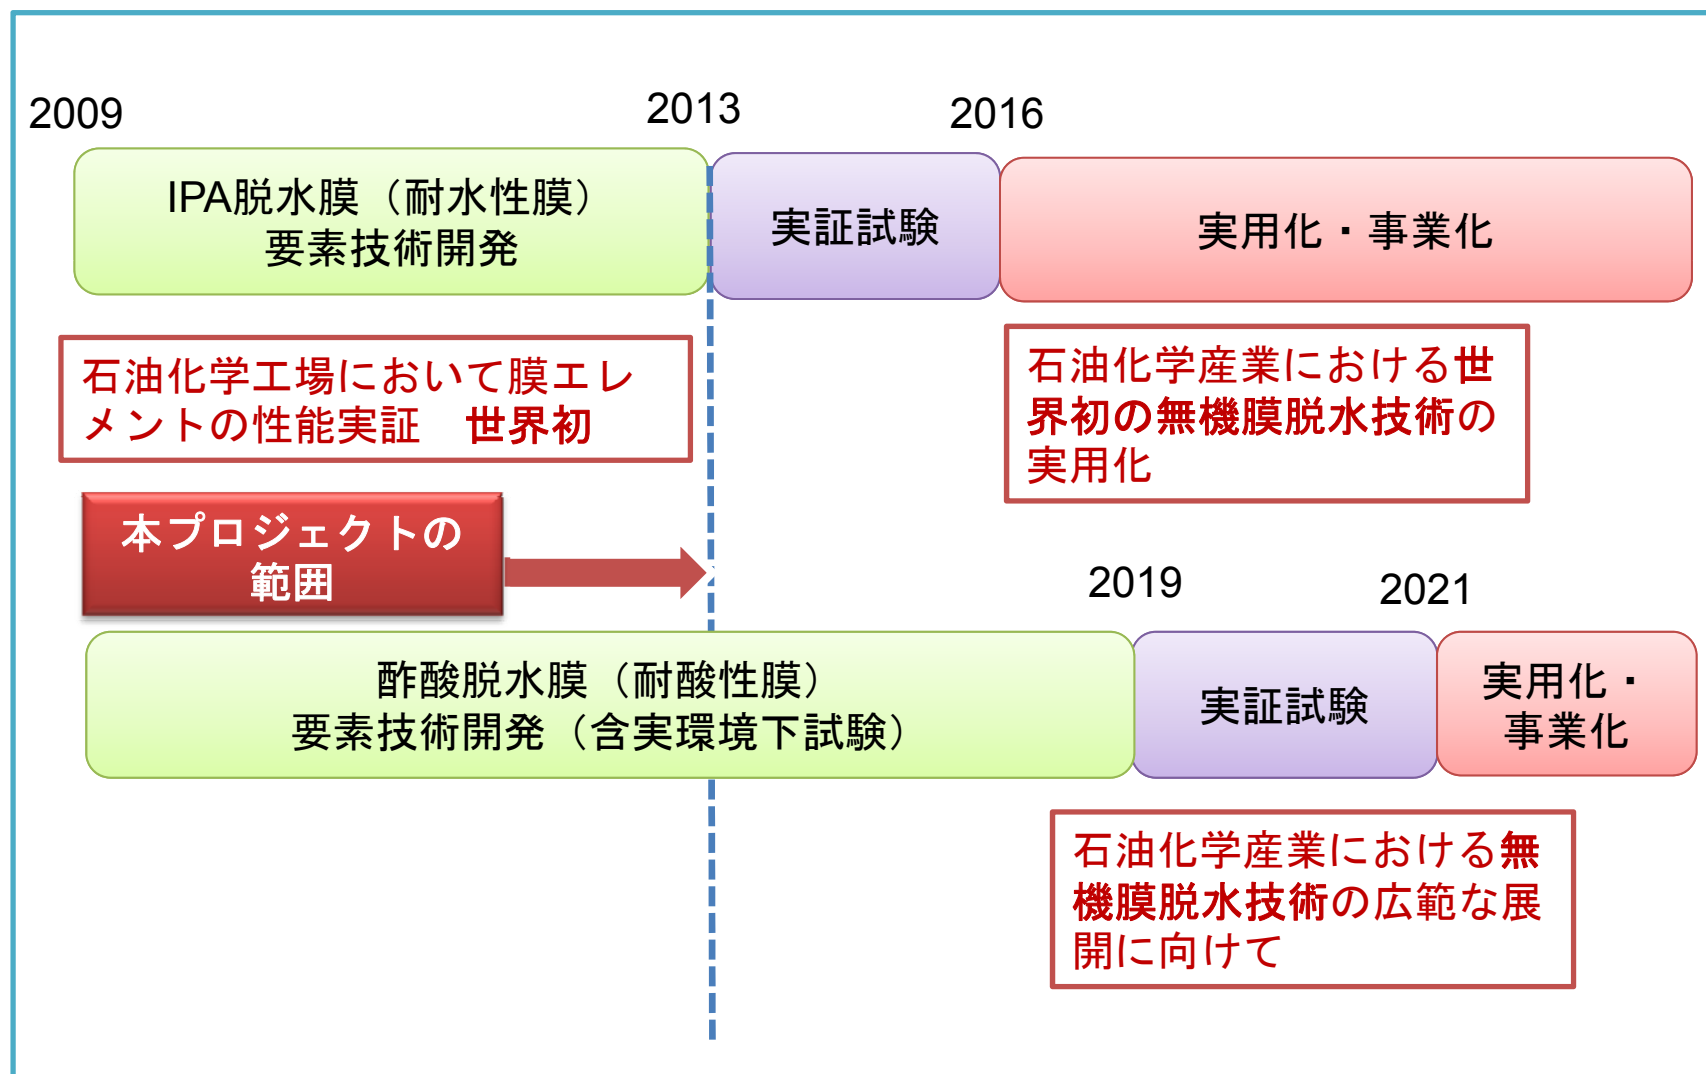 2009
2013
2016
IPA脱水膜（耐水性膜）
要素技術開発
実証試験
実用化・事業化
石油化学工場において膜エレ
メントの性能実証　世界初
石油化学産業における世
界初の無機膜脱水技術の
実用化
本プロジェクトの
範囲
2019
2021
酢酸脱水膜（耐酸性膜）
要素技術開発（含実環境下試験）
実証試験
実用化・
事業化
石油化学産業における無
機膜脱水技術の広範な展
開に向けて